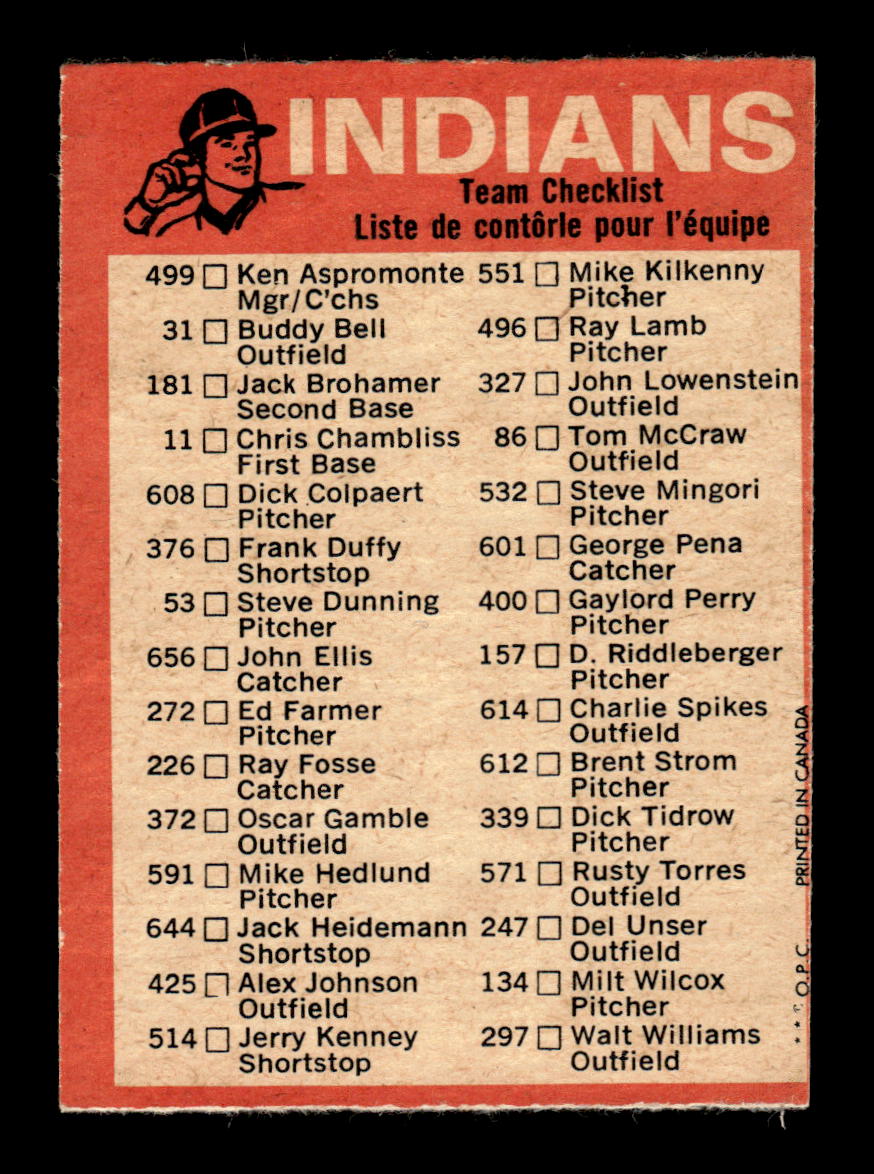 INDIANS
Team Checklist
Liste de contôrle pour l'équipe
499 Ken Aspromonte
Mgr/C'chs
31 Buddy Bell
Outfield
181 Jack Brohamer
Second Base
11 Chris Chambliss
First Base
608 Dick Colpaert
Pitcher
376 Frank Duffy
Shortstop
53 Steve Dunning
Pitcher
656 John Ellis
Catcher
272 Ed Farmer
Pitcher
226 Ray Fosse
Catcher
372 Oscar Gamble
Outfield
591 Mike Hedlund
Pitcher
644 Jack Heidemann
Shortstop
425 Alex Johnson
Outfield
514 Jerry Kenney
Shortstop
551 Mike Kilkenny
Pitcher
496 Ray Lamb
Pitcher
327 John Lowenstein
Outfield
86 Tom McCraw
Outfield
532 Steve Mingori
Pitcher
601 George Pena
Catcher
400 Gaylord Perry
Pitcher
157 D. Riddleberger
Pitcher
614 Charlie Spikes
Outfield
612 Brent Strom
Pitcher
339 Dick Tidrow
Pitcher
571 Rusty Torres
Outfield
247 Del Unser
Outfield
134 Milt Wilcox
Pitcher
297 Walt Williams
Outfield
* * © O.P.C. PRINTED IN CANADA